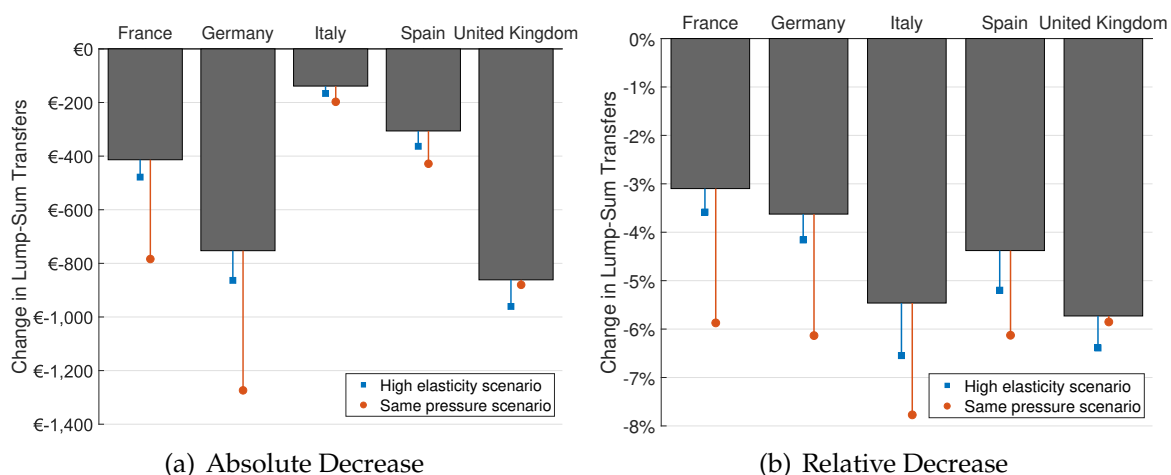 France Germany Italy Spain United Kingdom
€0
€-200
€-400
€-600
€-800
€-1,000
€-1,200
€-1,400
Change in Lump-Sum Transfers
High elasticity scenario
Same pressure scenario
(a) Absolute Decrease
France Germany Italy Spain United Kingdom
0%
-1%
-2%
-3%
-4%
-5%
-6%
-7%
-8%
Change in Lump-Sum Transfers
High elasticity scenario
Same pressure scenario
(b) Relative Decrease